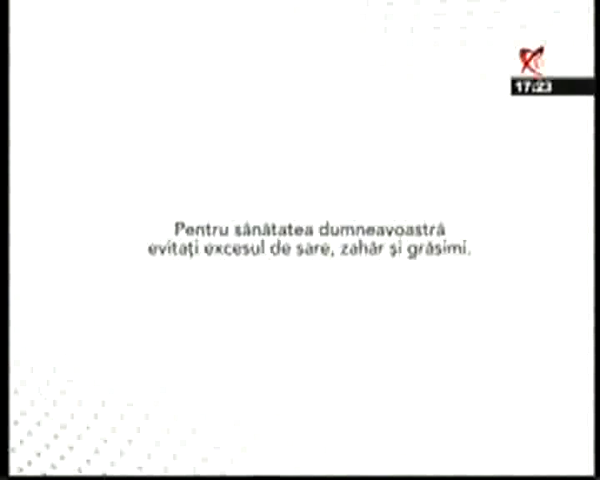 17:23
Pentru sănătatea dumneavoastră
evitați excesul de sare, zahăr și grăsimi.